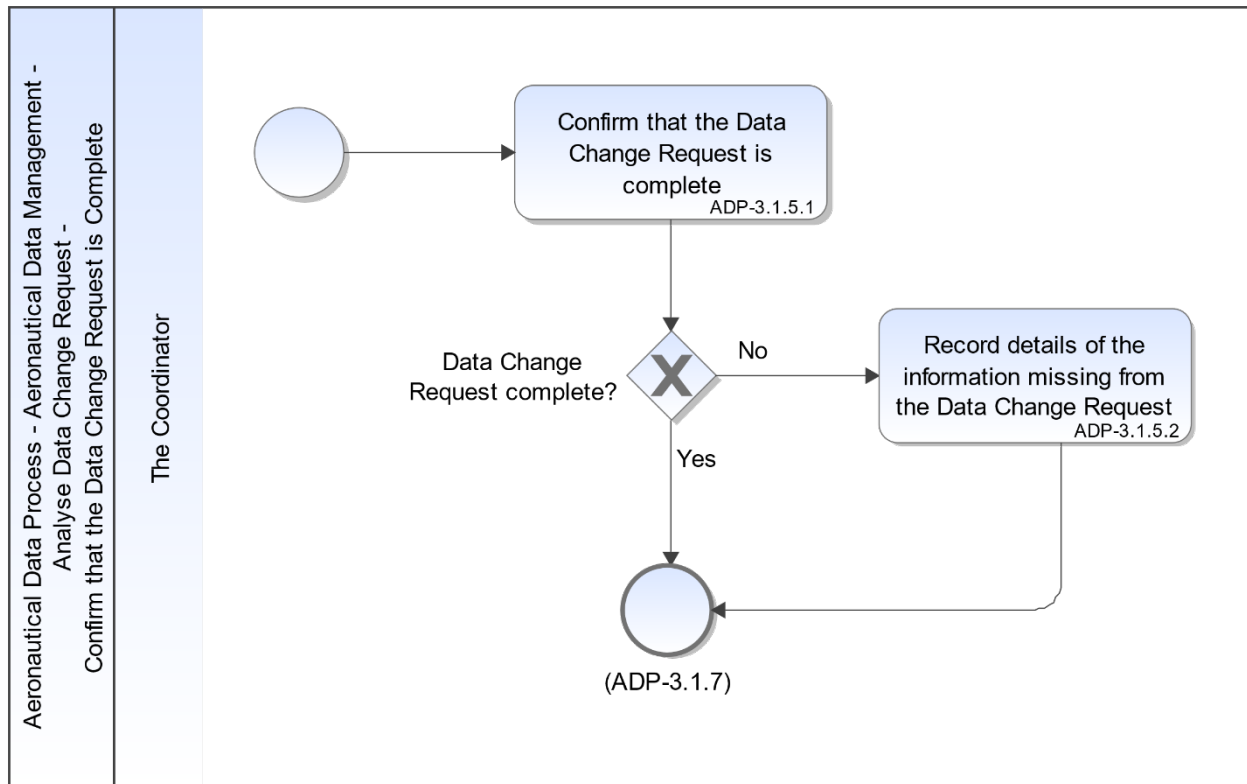 Aeronautical Data Process - Aeronautical Data Management -
Analyse Data Change Request -
Confirm that the Data Change Request is Complete
The Coordinator
Confirm that the Data
Change Request is
complete
ADP-3.1.5.1
Data Change
Request complete?
No
Record details of the
information missing from
the Data Change Request
ADP-3.1.5.2
Yes
(ADP-3.1.7)